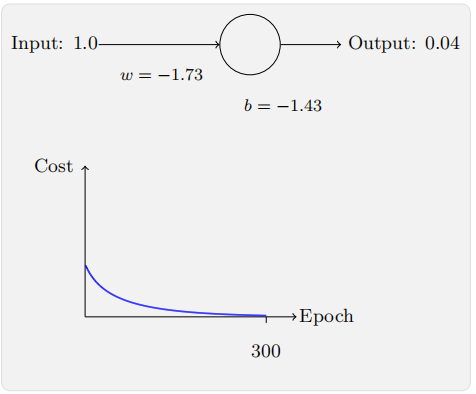 Input: 1.0
Output: 0.04
w = −1.73
b = −1.43
Cost
Epoch
300